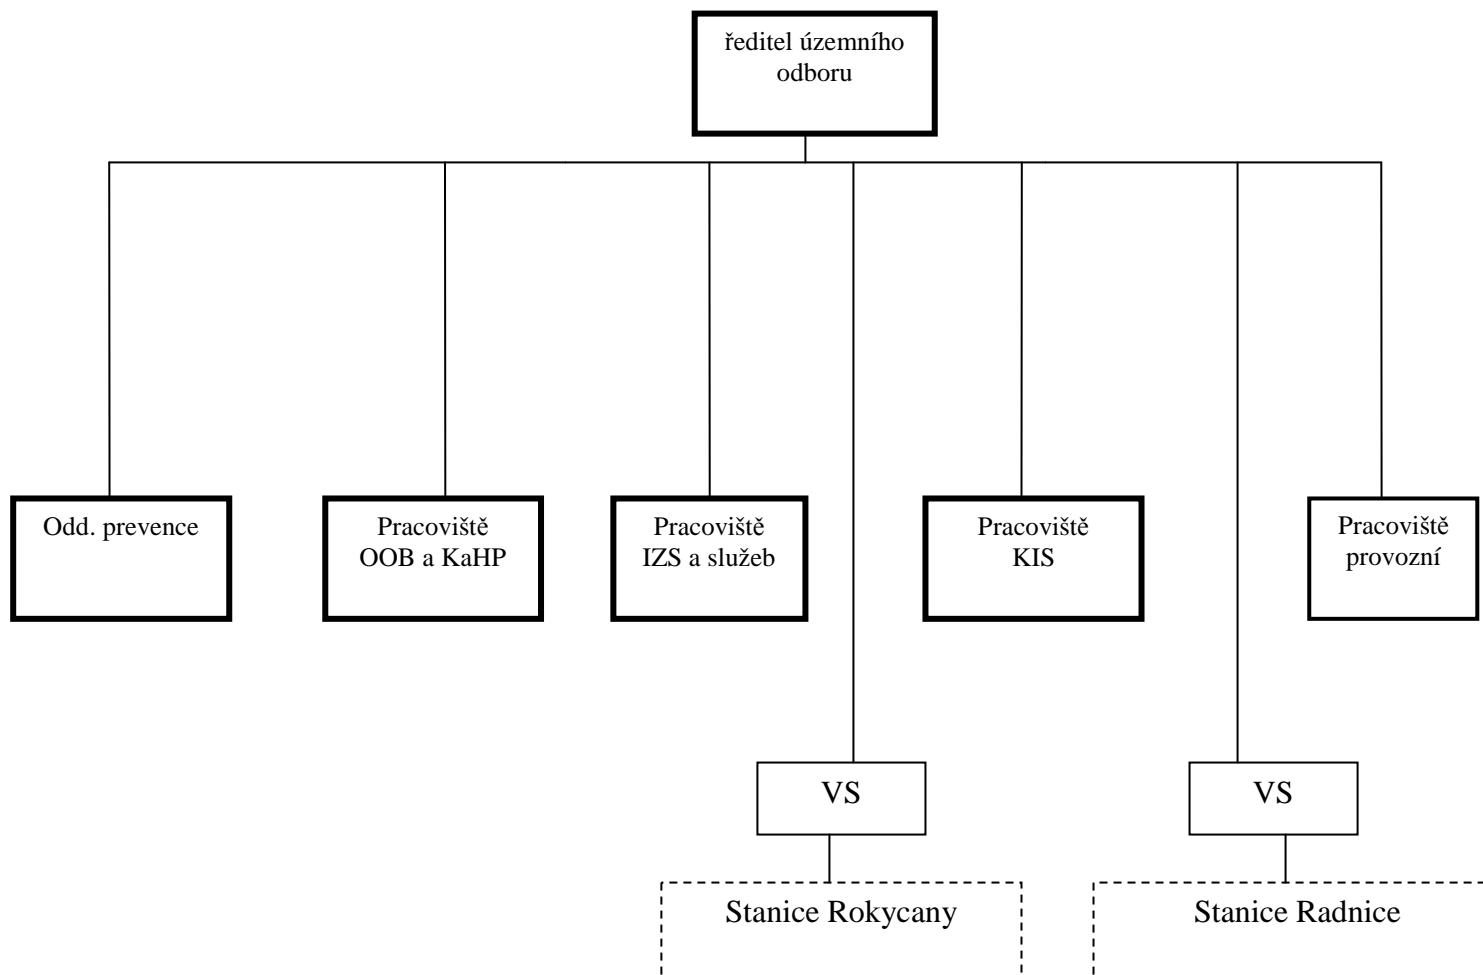 ředitel územního
odboru
Odd. prevence
Pracoviště
OOB a KaHP
Pracoviště
IZS a služeb
Pracoviště
KIS
Pracoviště
provozní
VS
VS
Stanice Rokycany
Stanice Radnice